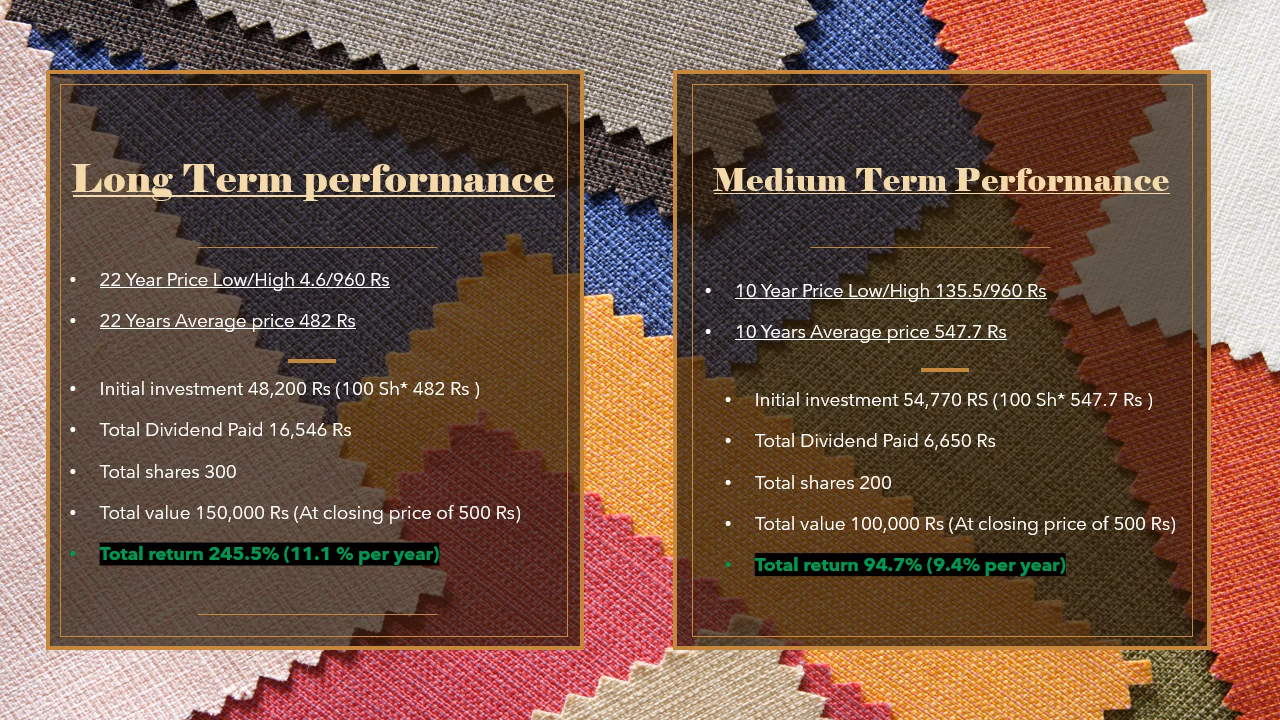 Long Term performance
• 22 Year Price Low/High 4.6/960 Rs
• 22 Years Average price 482 Rs
• Initial investment 48,200 Rs (100 Sh* 482 Rs )
• Total Dividend Paid 16,546 Rs
• Total shares 300
• Total value 150,000 Rs (At closing price of 500 Rs)
• Total return 245.5% (11.1 % per year)
Medium Term Performance
• 10 Year Price Low/High 135.5/960 Rs
• 10 Years Average price 547.7 Rs
• Initial investment 54,770 RS (100 Sh* 547.7 Rs )
• Total Dividend Paid 6,650 Rs
• Total shares 200
• Total value 100,000 Rs (At closing price of 500 Rs)
• Total return 94.7% (9.4% per year)